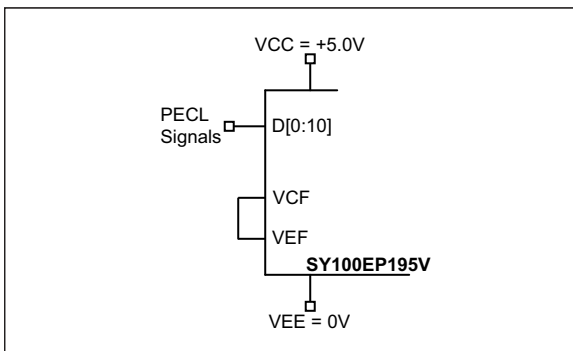 VCC = +5.0V
PECL
Signals
D[0:10]
VCF
VEF
SY100EP195V
VEE = 0V